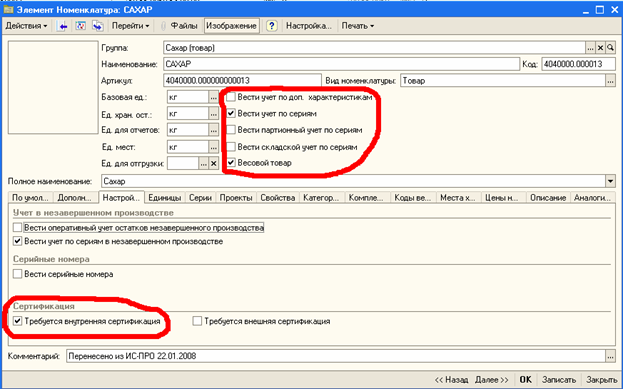 Элемент Номенклатура: САХАР
Действия Перейти Файлы Изображение Настройка... Печать
Группа: Сахар (товар) ... x
Наименование: САХАР Код: 4040000.000013
Артикул: 4040000.000000000013 Вид номенклатуры: Товар ...
Базовая ед.: кг ... Вести учет по доп. характеристикам
Ед. хран. ост.: кг ... Вести учет по сериям
Ед. для отчетов: кг ... Вести партионный учет по сериям
Ед. мест: кг ... Вести складской учет по сериям
Ед. для отгрузки: ... x Весовой товар
Полное наименование: Сахар
По умол... Дополн... Настрой... Единицы Серии Проекты Свойства Категор... Компле... Коды ве... Места х... Цены н... Описание Аналоги...
Учет в незавершенном производстве
Вести оперативный учет остатков незавершенного производства
Вести учет по сериям в незавершенном производстве
Серийные номера
Вести серийные номера
Сертификация
Требуется внутренняя сертификация Требуется внешняя сертификация
Комментарий: Перенесено из ИС-ПРО 22.01.2008 ...
<< Назад Далее >> OK Записать Закрыть